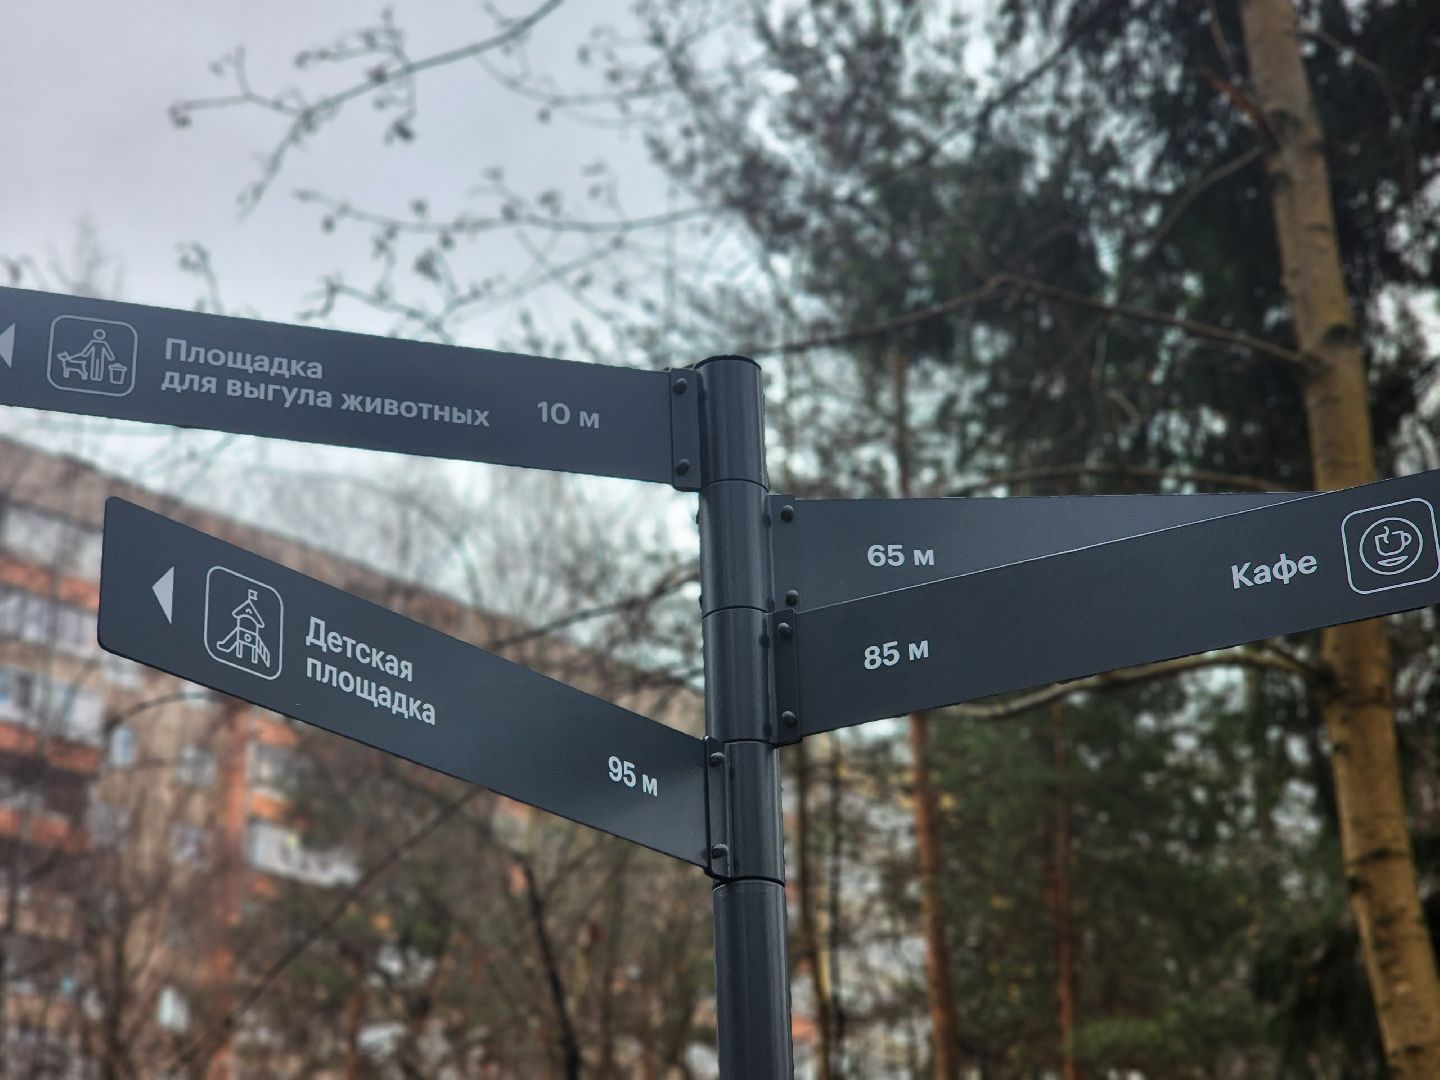 Площадка
для выгула животных 10 м
65 м
Кафе
85 м
Детская
площадка
95 м